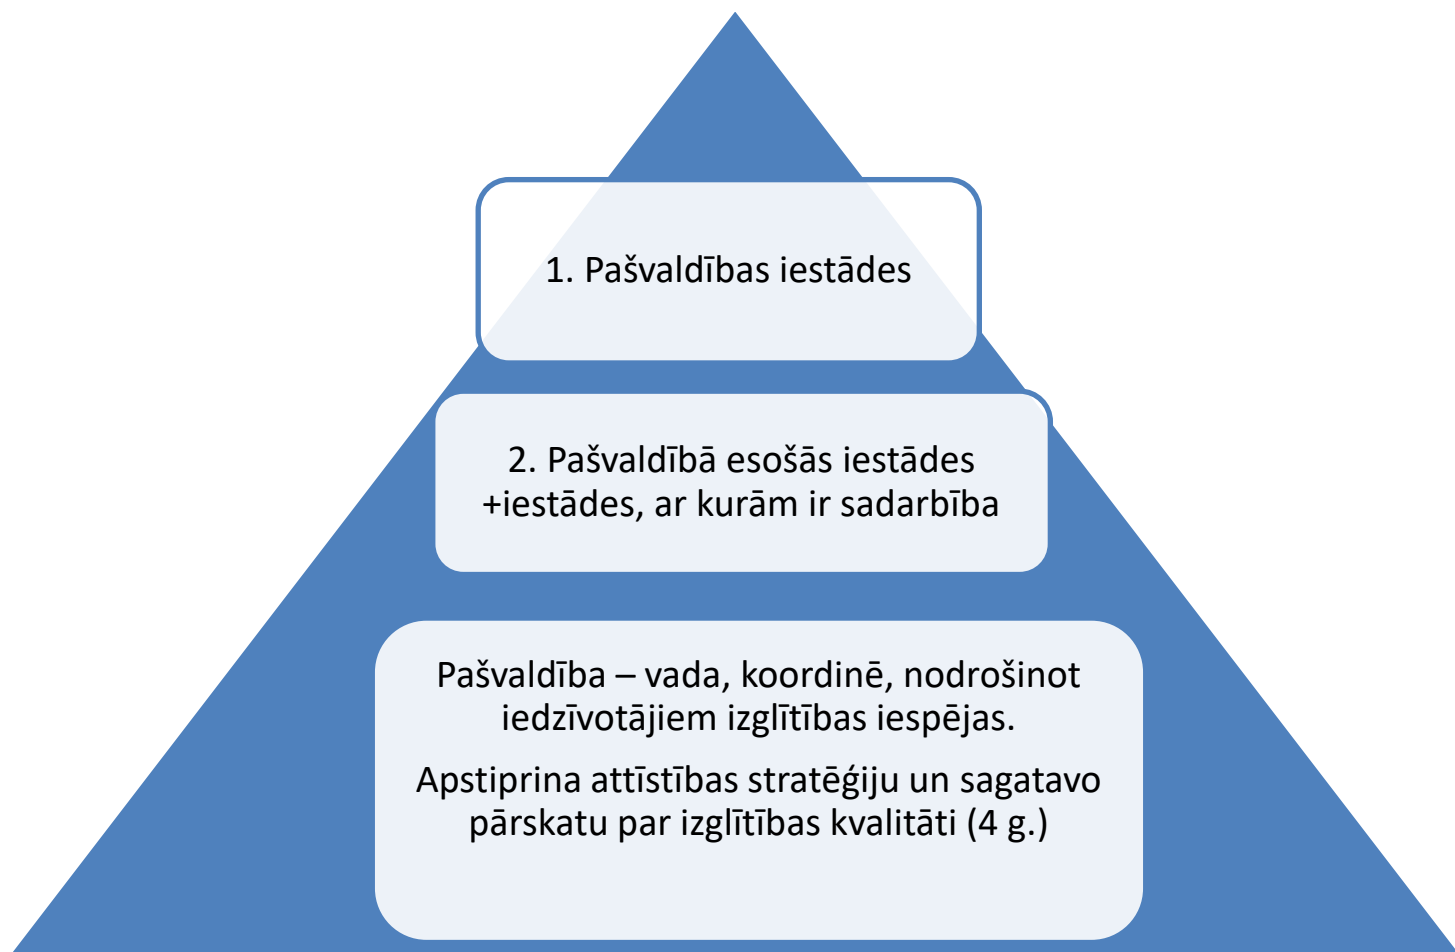 1. Pašvaldības iestādes
2. Pašvaldībā esošās iestādes
+iestādes, ar kurām ir sadarbība
Pašvaldība – vada, koordinē, nodrošinot
iedzīvotājiem izglītības iespējas.
Apstiprina attīstības stratēģiju un sagatavo
pārskatu par izglītības kvalitāti (4 g.)